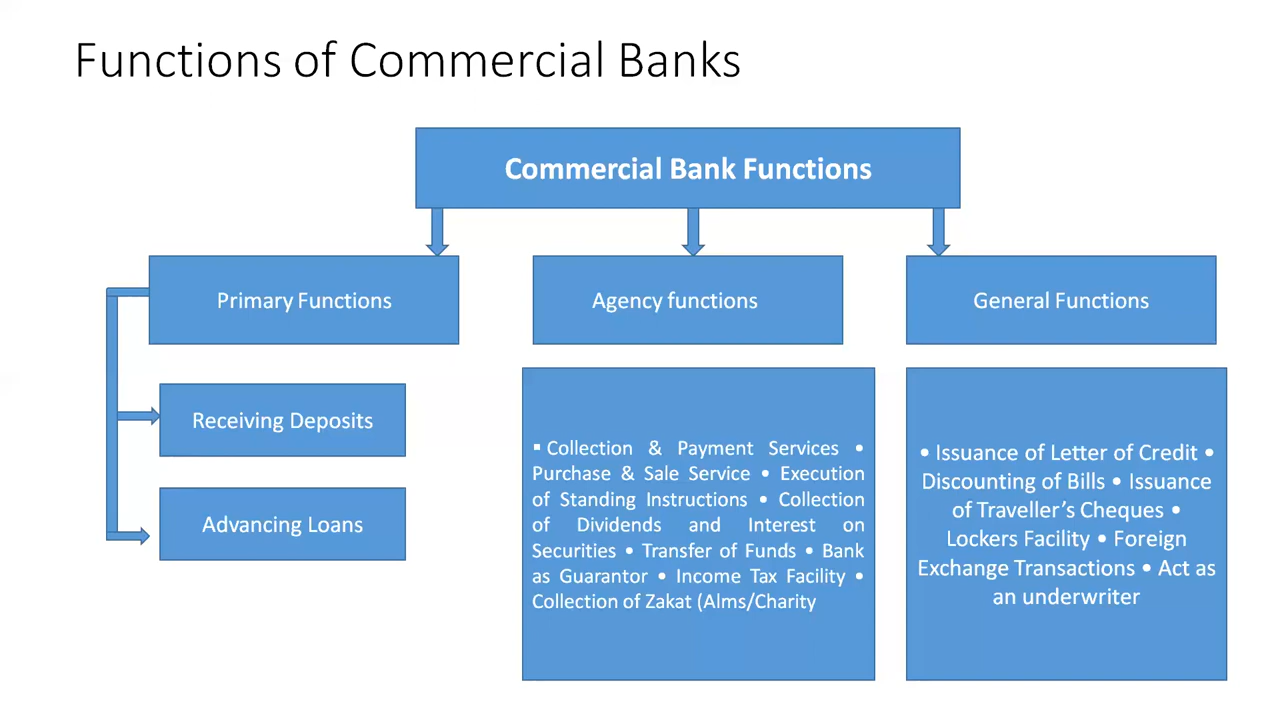 Functions of Commercial Banks
Commercial Bank Functions
Primary Functions
Agency functions
General Functions
Receiving Deposits
Advancing Loans
▪ Collection & Payment Services •
Purchase & Sale Service • Execution
of Standing Instructions • Collection
of Dividends and Interest on
Securities • Transfer of Funds • Bank
as Guarantor • Income Tax Facility •
Collection of Zakat (Alms/Charity
• Issuance of Letter of Credit •
Discounting of Bills • Issuance
of Traveller’s Cheques •
Lockers Facility • Foreign
Exchange Transactions • Act as
an underwriter